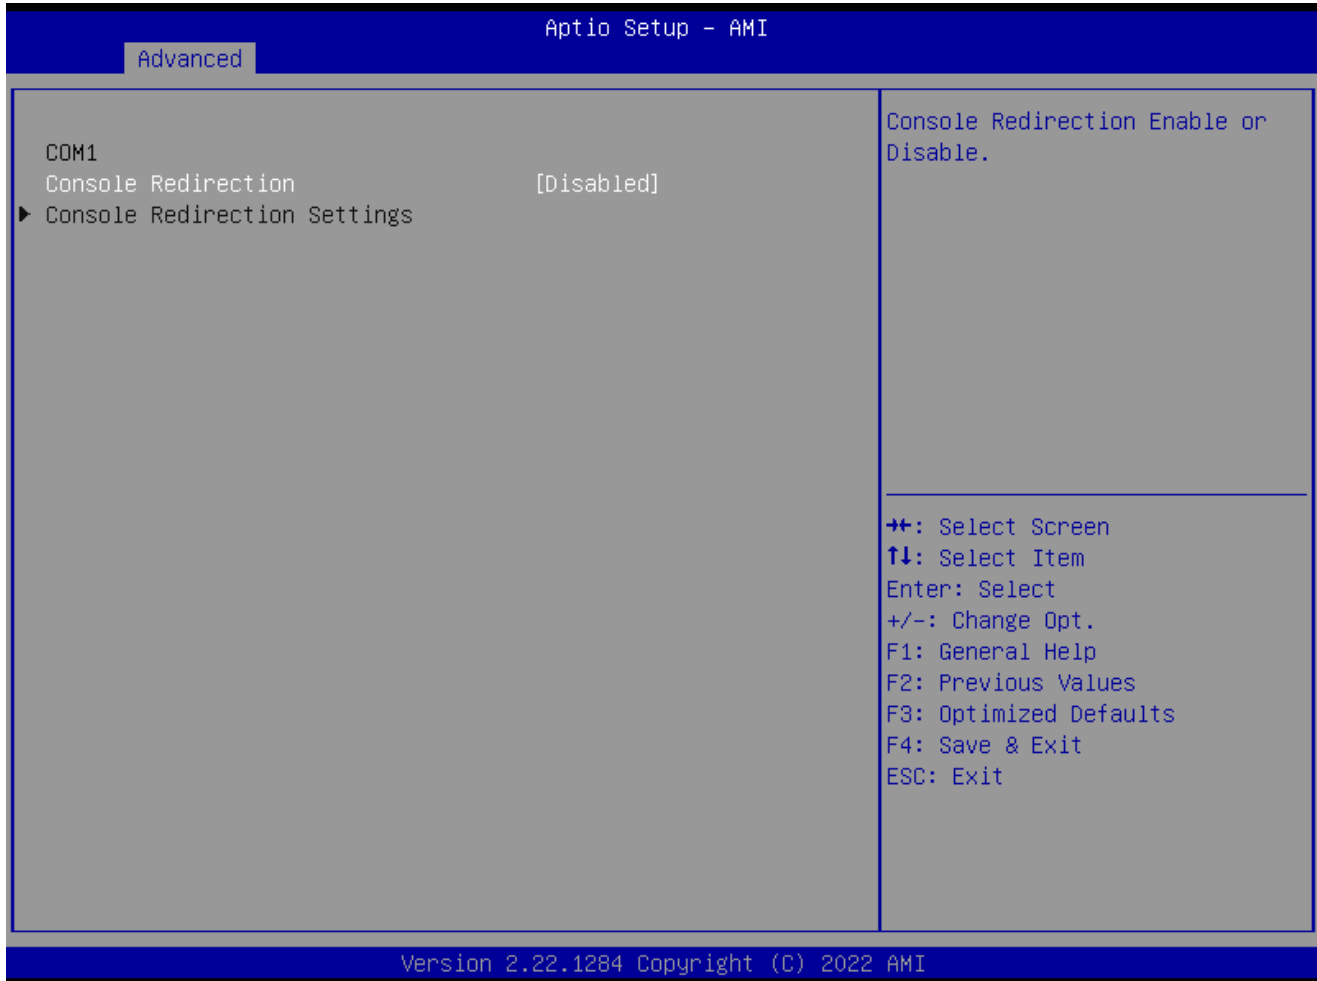 Aptio Setup – AMI
Advanced
COM1
Console Redirection [Disabled]
▶ Console Redirection Settings
Console Redirection Enable or
Disable.
→←: Select Screen
↑↓: Select Item
Enter: Select
+/-: Change Opt.
F1: General Help
F2: Previous Values
F3: Optimized Defaults
F4: Save & Exit
ESC: Exit
Version 2.22.1284 Copyright (C) 2022 AMI